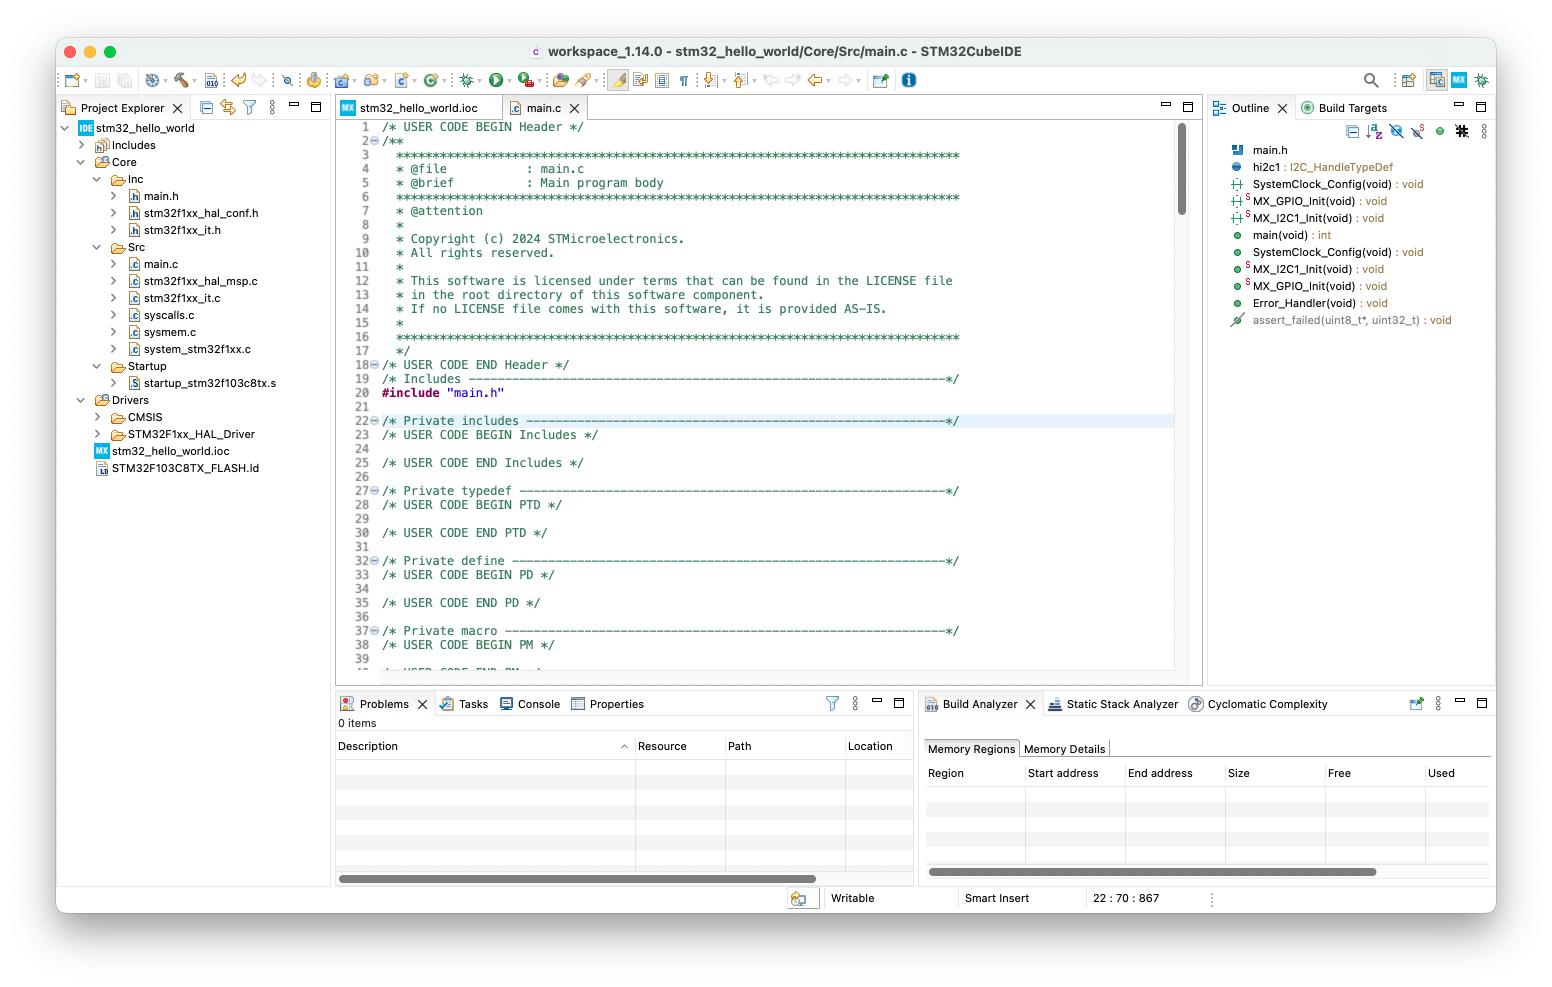 workspace_1.14.0 - stm32_hello_world/Core/Src/main.c - STM32CubeIDE
Project Explorer
IDE stm32_hello_world
Includes
Core
Inc
main.h
stm32f1xx_hal_conf.h
stm32f1xx_it.h
Src
main.c
stm32f1xx_hal_msp.c
stm32f1xx_it.c
syscalls.c
sysmem.c
system_stm32f1xx.c
Startup
startup_stm32f103c8tx.s
Drivers
CMSIS
STM32F1xx_HAL_Driver
MX stm32_hello_world.ioc
STM32F103C8TX_FLASH.ld
MX stm32_hello_world.ioc
main.c
1 /* USER CODE BEGIN Header */
2 /**
3 ******************************************************************************
4 * @file : main.c
5 * @brief : Main program body
6 ******************************************************************************
7 * @attention
8 *
9 * Copyright (c) 2024 STMicroelectronics.
10 * All rights reserved.
11 *
12 * This software is licensed under terms that can be found in the LICENSE file
13 * in the root directory of this software component.
14 * If no LICENSE file comes with this software, it is provided AS-IS.
15 *
16 ******************************************************************************
17 */
18 /* USER CODE END Header */
19 /* Includes ------------------------------------------------------------------*/
20 #include "main.h"
21
22 /* Private includes ----------------------------------------------------------*/
23 /* USER CODE BEGIN Includes */
24
25 /* USER CODE END Includes */
26
27 /* Private typedef -----------------------------------------------------------*/
28 /* USER CODE BEGIN PTD */
29
30 /* USER CODE END PTD */
31
32 /* Private define ------------------------------------------------------------*/
33 /* USER CODE BEGIN PD */
34
35 /* USER CODE END PD */
36
37 /* Private macro -------------------------------------------------------------*/
38 /* USER CODE BEGIN PM */
39
Outline
Build Targets
main.h
hi2c1 : I2C_HandleTypeDef
SystemClock_Config(void) : void
MX_GPIO_Init(void) : void
MX_I2C1_Init(void) : void
main(void) : int
SystemClock_Config(void) : void
MX_I2C1_Init(void) : void
MX_GPIO_Init(void) : void
Error_Handler(void) : void
assert_failed(uint8_t*, uint32_t) : void
Problems
Tasks
Console
Properties
0 items
Description Resource Path Location
Build Analyzer
Static Stack Analyzer
Cyclomatic Complexity
Memory Regions
Memory Details
Region Start address End address Size Free Used
Writable
Smart Insert
22 : 70 : 867